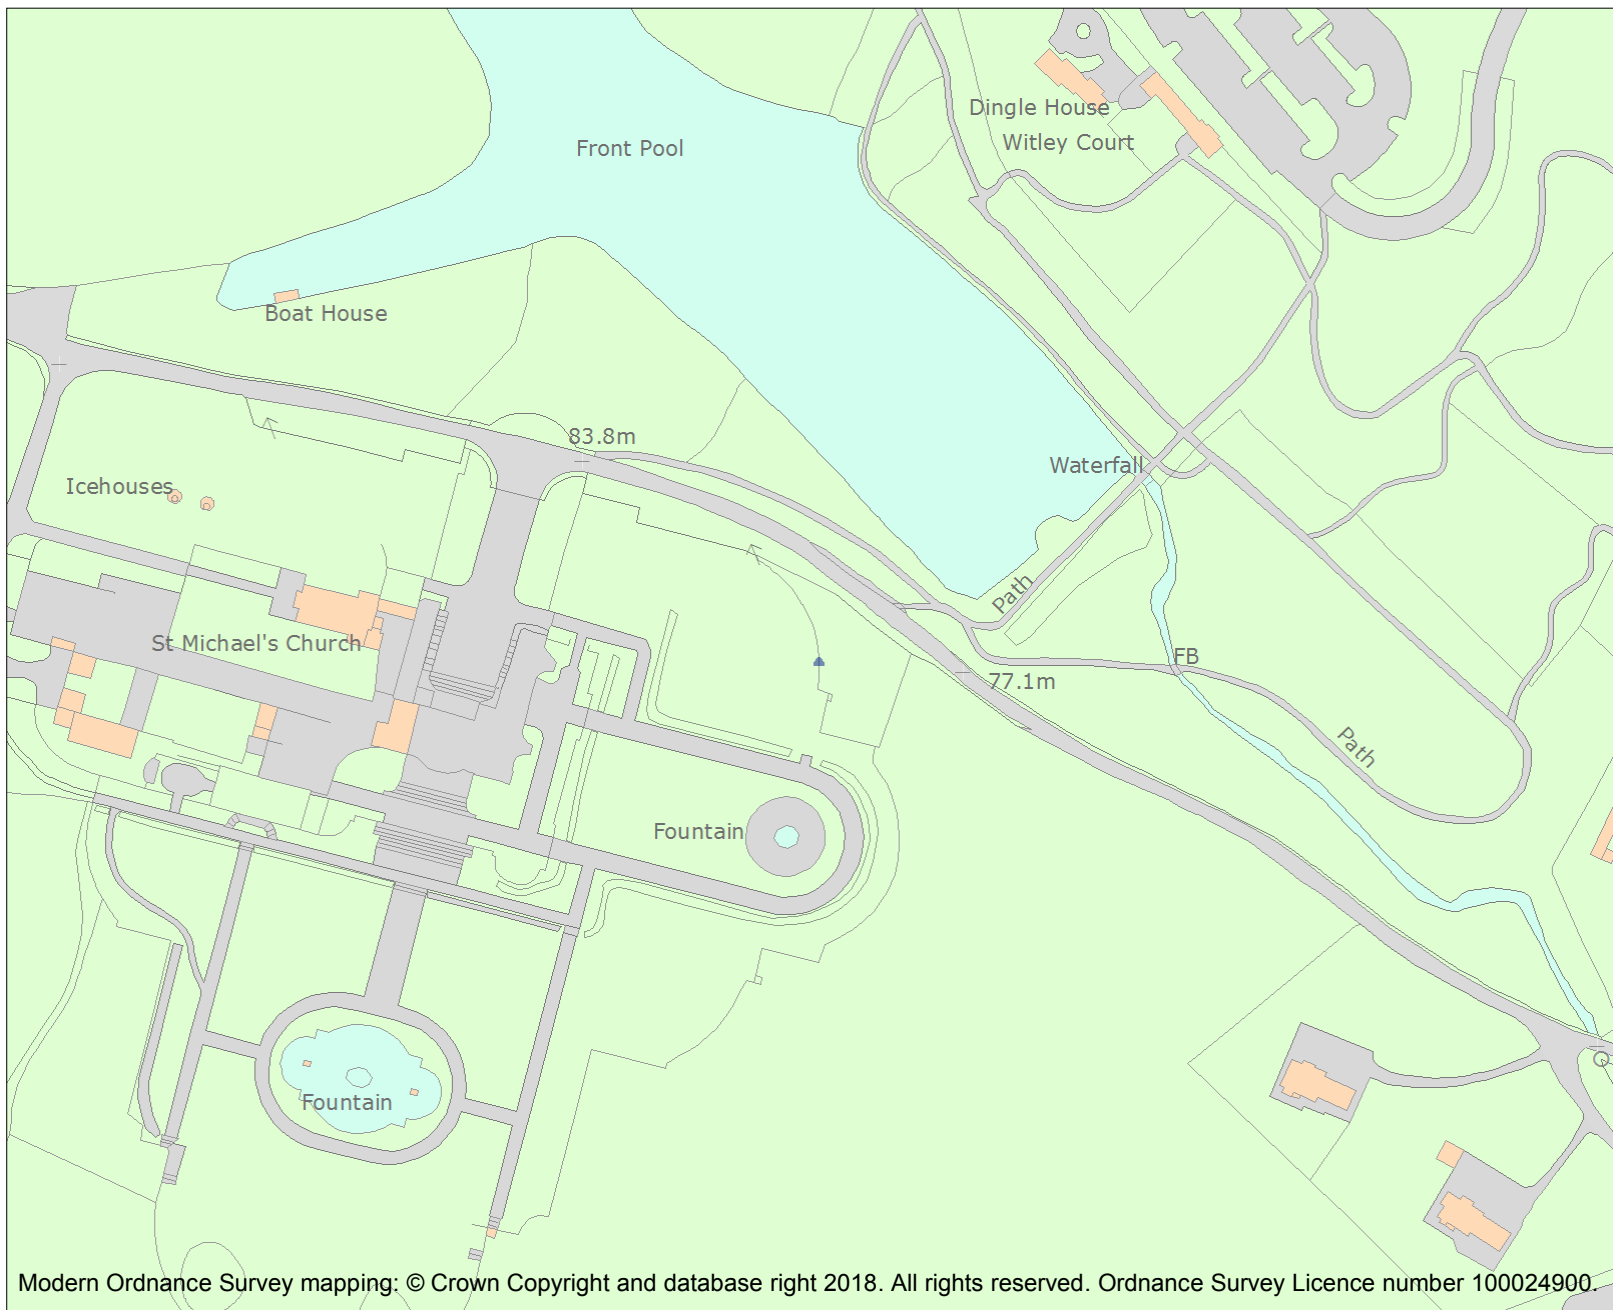 Dingle House
Witley Court
Front Pool
Boat House
83.8m
Waterfall
Icehouses
Path
St Michael's Church
FB
77.1m
Path
Fountain
Fountain
Modern Ordnance Survey mapping: © Crown Copyright and database right 2018. All rights reserved. Ordnance Survey Licence number 100024900.